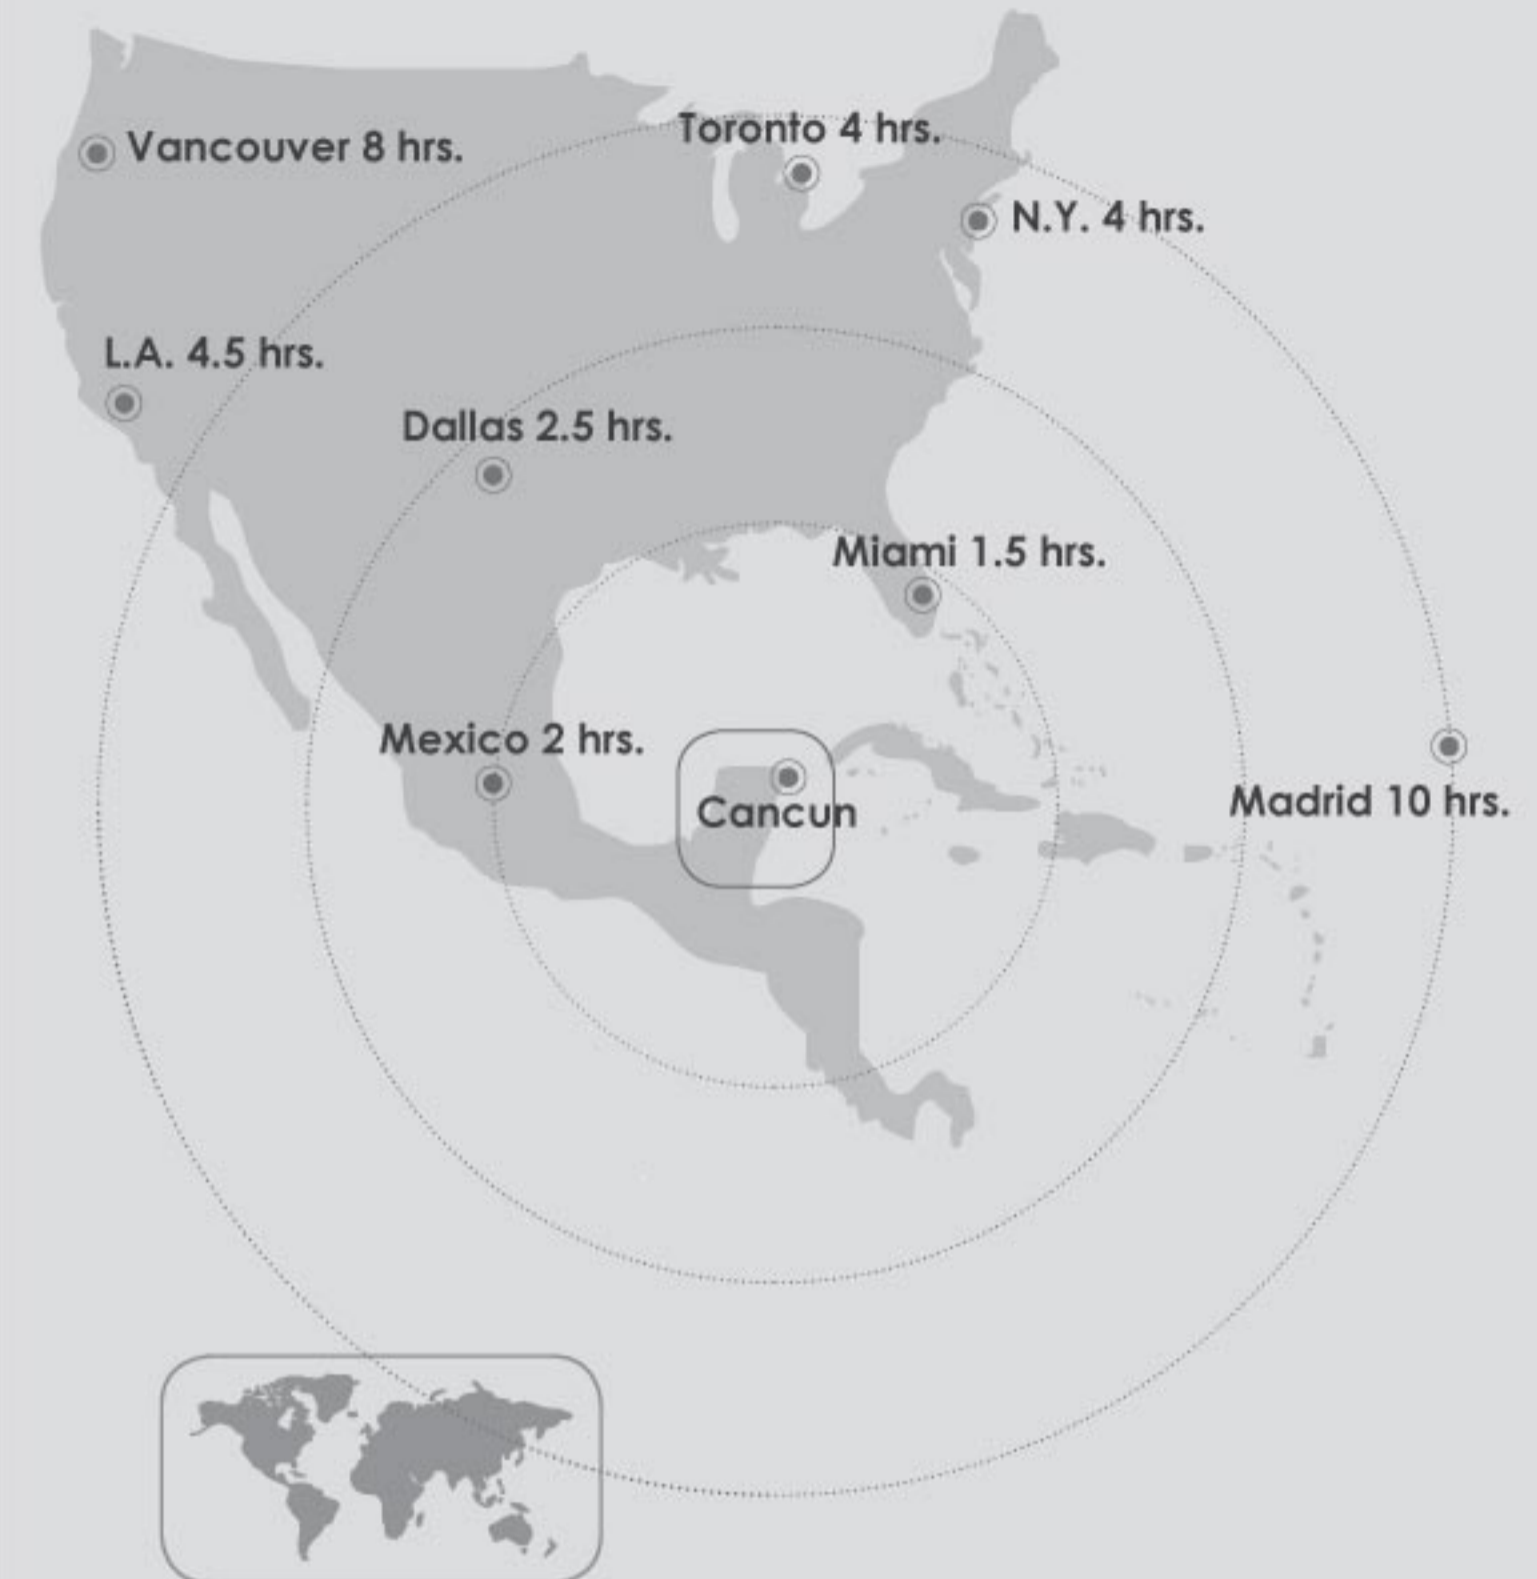 Toronto 4 hrs.
Vancouver 8 hrs.
N.Y. 4 hrs.
L.A. 4.5 hrs.
Dallas 2.5 hrs.
Miami 1.5 hrs.
Mexico 2 hrs.
Cancun
Madrid 10 hrs.